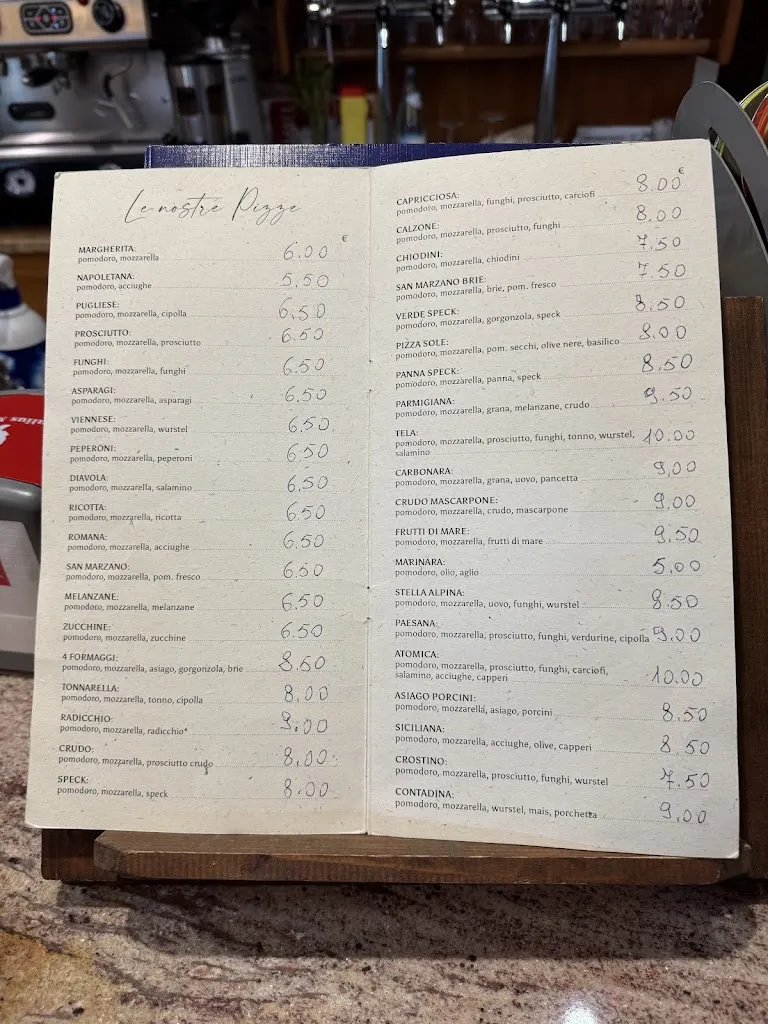 Le nostre Pizze
€
MARGHERITA:
pomodoro, mozzarella 6.00
NAPOLETANA:
pomodoro, acciughe 5,50
PUGLIESE:
pomodoro, mozzarella, cipolla 6,50
PROSCIUTTO:
pomodoro, mozzarella, prosciutto 6.50
FUNGHI:
pomodoro, mozzarella, funghi 6.50
ASPARAGI:
pomodoro, mozzarella, asparagi 6,50
VIENNESE:
pomodoro, mozzarella, wurstel 6,50
PEPERONI:
pomodoro, mozzarella, peperoni 6,50
DIAVOLA:
pomodoro, mozzarella, salamino 6,50
RICOTTA:
pomodoro, mozzarella, ricotta 6.50
ROMANA:
pomodoro, mozzarella, acciughe 6.50
SAN MARZANO:
pomodoro, mozzarella, pom. fresco 6.50
MELANZANE:
pomodoro, mozzarella, melanzane 6.50
ZUCCHINE:
pomodoro, mozzarella, zucchine 6.50
4 FORMAGGI:
pomodoro, mozzarella, asiago, gorgonzola, brie 8,50
TONNARELLA:
pomodoro, mozzarella, tonno, cipolla 8,00
RADICCHIO:
pomodoro, mozzarella, radicchio*
CRUDO:
pomodoro, mozzarella, prosciutto crudo 8,00
SPECK:
pomodoro, mozzarella, speck 8.00
€
CAPRICCIOSA:
pomodoro, mozzarella, funghi, prosciutto, carciofi 8.00
CALZONE:
pomodoro, mozzarella, prosciutto, funghi 8.00
CHIODINI:
pomodoro, mozzarella, chiodini 7.50
SAN MARZANO BRIE:
pomodoro, mozzarella, brie, pom. fresco 7.50
VERDE SPECK:
pomodoro, mozzarella, gorgonzola, speck 8.50
PIZZA SOLE:
pomodoro, mozzarella, pom. secchi, olive nere, basilico
PANNA SPECK:
pomodoro, mozzarella, panna, speck 8.50
PARMIGIANA:
pomodoro, mozzarella, grana, melanzane, crudo 9.50
TELA:
pomodoro, mozzarella, prosciutto, funghi, tonno, wurstel, 10.00
salamino
CARBONARA:
pomodoro, mozzarella, grana, uovo, pancetta 9,00
CRUDO MASCARPONE:
pomodoro, mozzarella, crudo, mascarpone 9.00
FRUTTI DI MARE:
pomodoro, mozzarella, frutti di mare 9.50
MARINARA:
pomodoro, olio, aglio 5.00
STELLA ALPINA:
pomodoro, mozzarella, uovo, funghi, wurstel 8.50
PAESANA:
pomodoro, mozzarella, prosciutto, funghi, verdurine, cipolla 9.00
ATOMICA:
pomodoro, mozzarella, prosciutto, funghi, carciofi,
salamino, acciughe, capperi 10.00
ASIAGO PORCINI:
pomodoro, mozzarella, asiago, porcini 8.50
SICILIANA:
pomodoro, mozzarella, acciughe, olive, capperi 8.50
CROSTINO:
pomodoro, mozzarella, prosciutto, funghi, wurstel 7.50
CONTADINA:
pomodoro, mozzarella, wurstel, mais, porchetta 9.00